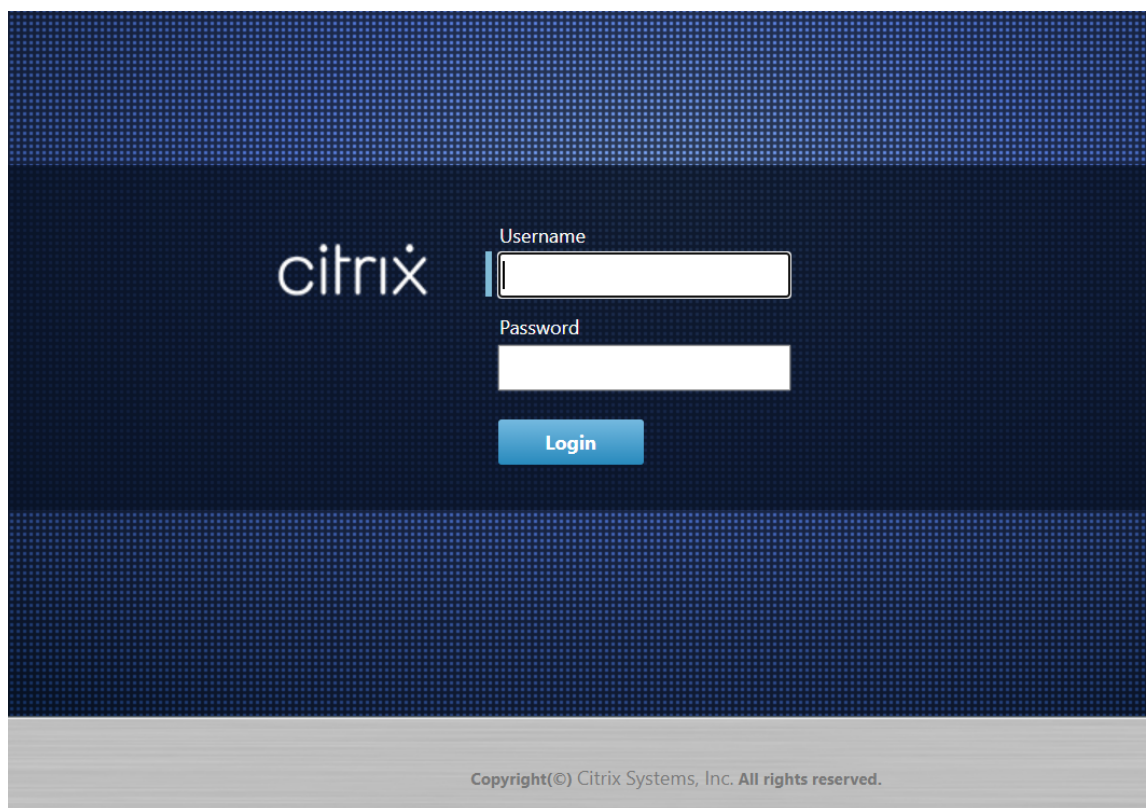 citrix
Username
Password
Login
Copyright(©) Citrix Systems, Inc. All rights reserved.